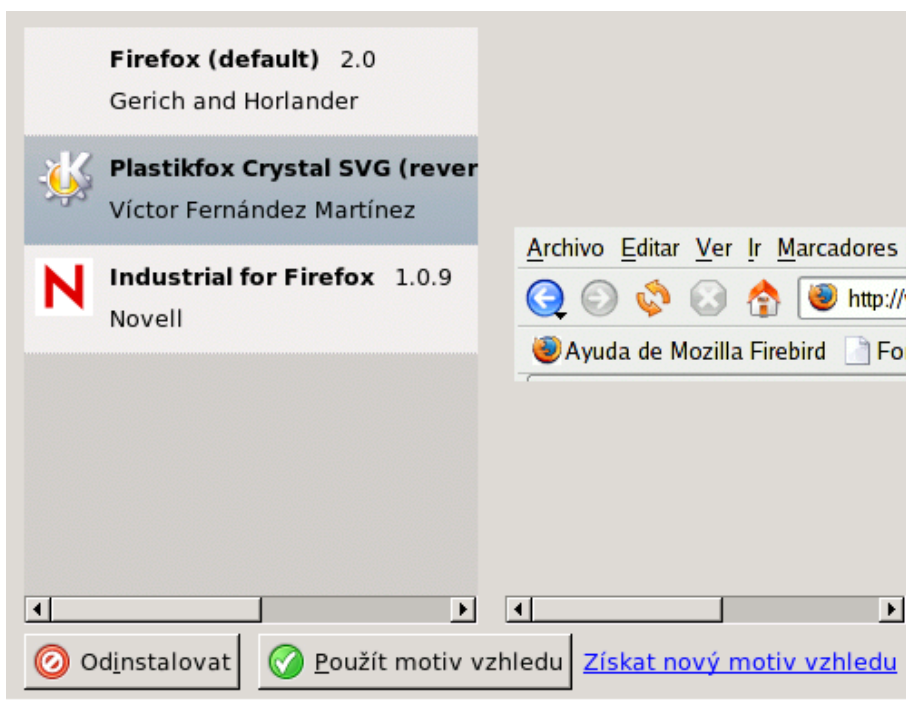 Firefox (default) 2.0
Gerich and Horlander
Plastikfox Crystal SVG (rever
Víctor Fernández Martínez
Industrial for Firefox 1.0.9
Novell
Archivo Editar Ver Ir Marcadores
http://
Ayuda de Mozilla Firebird Fo
Odinstalovat Použít motiv vzhledu Získat nový motiv vzhledu